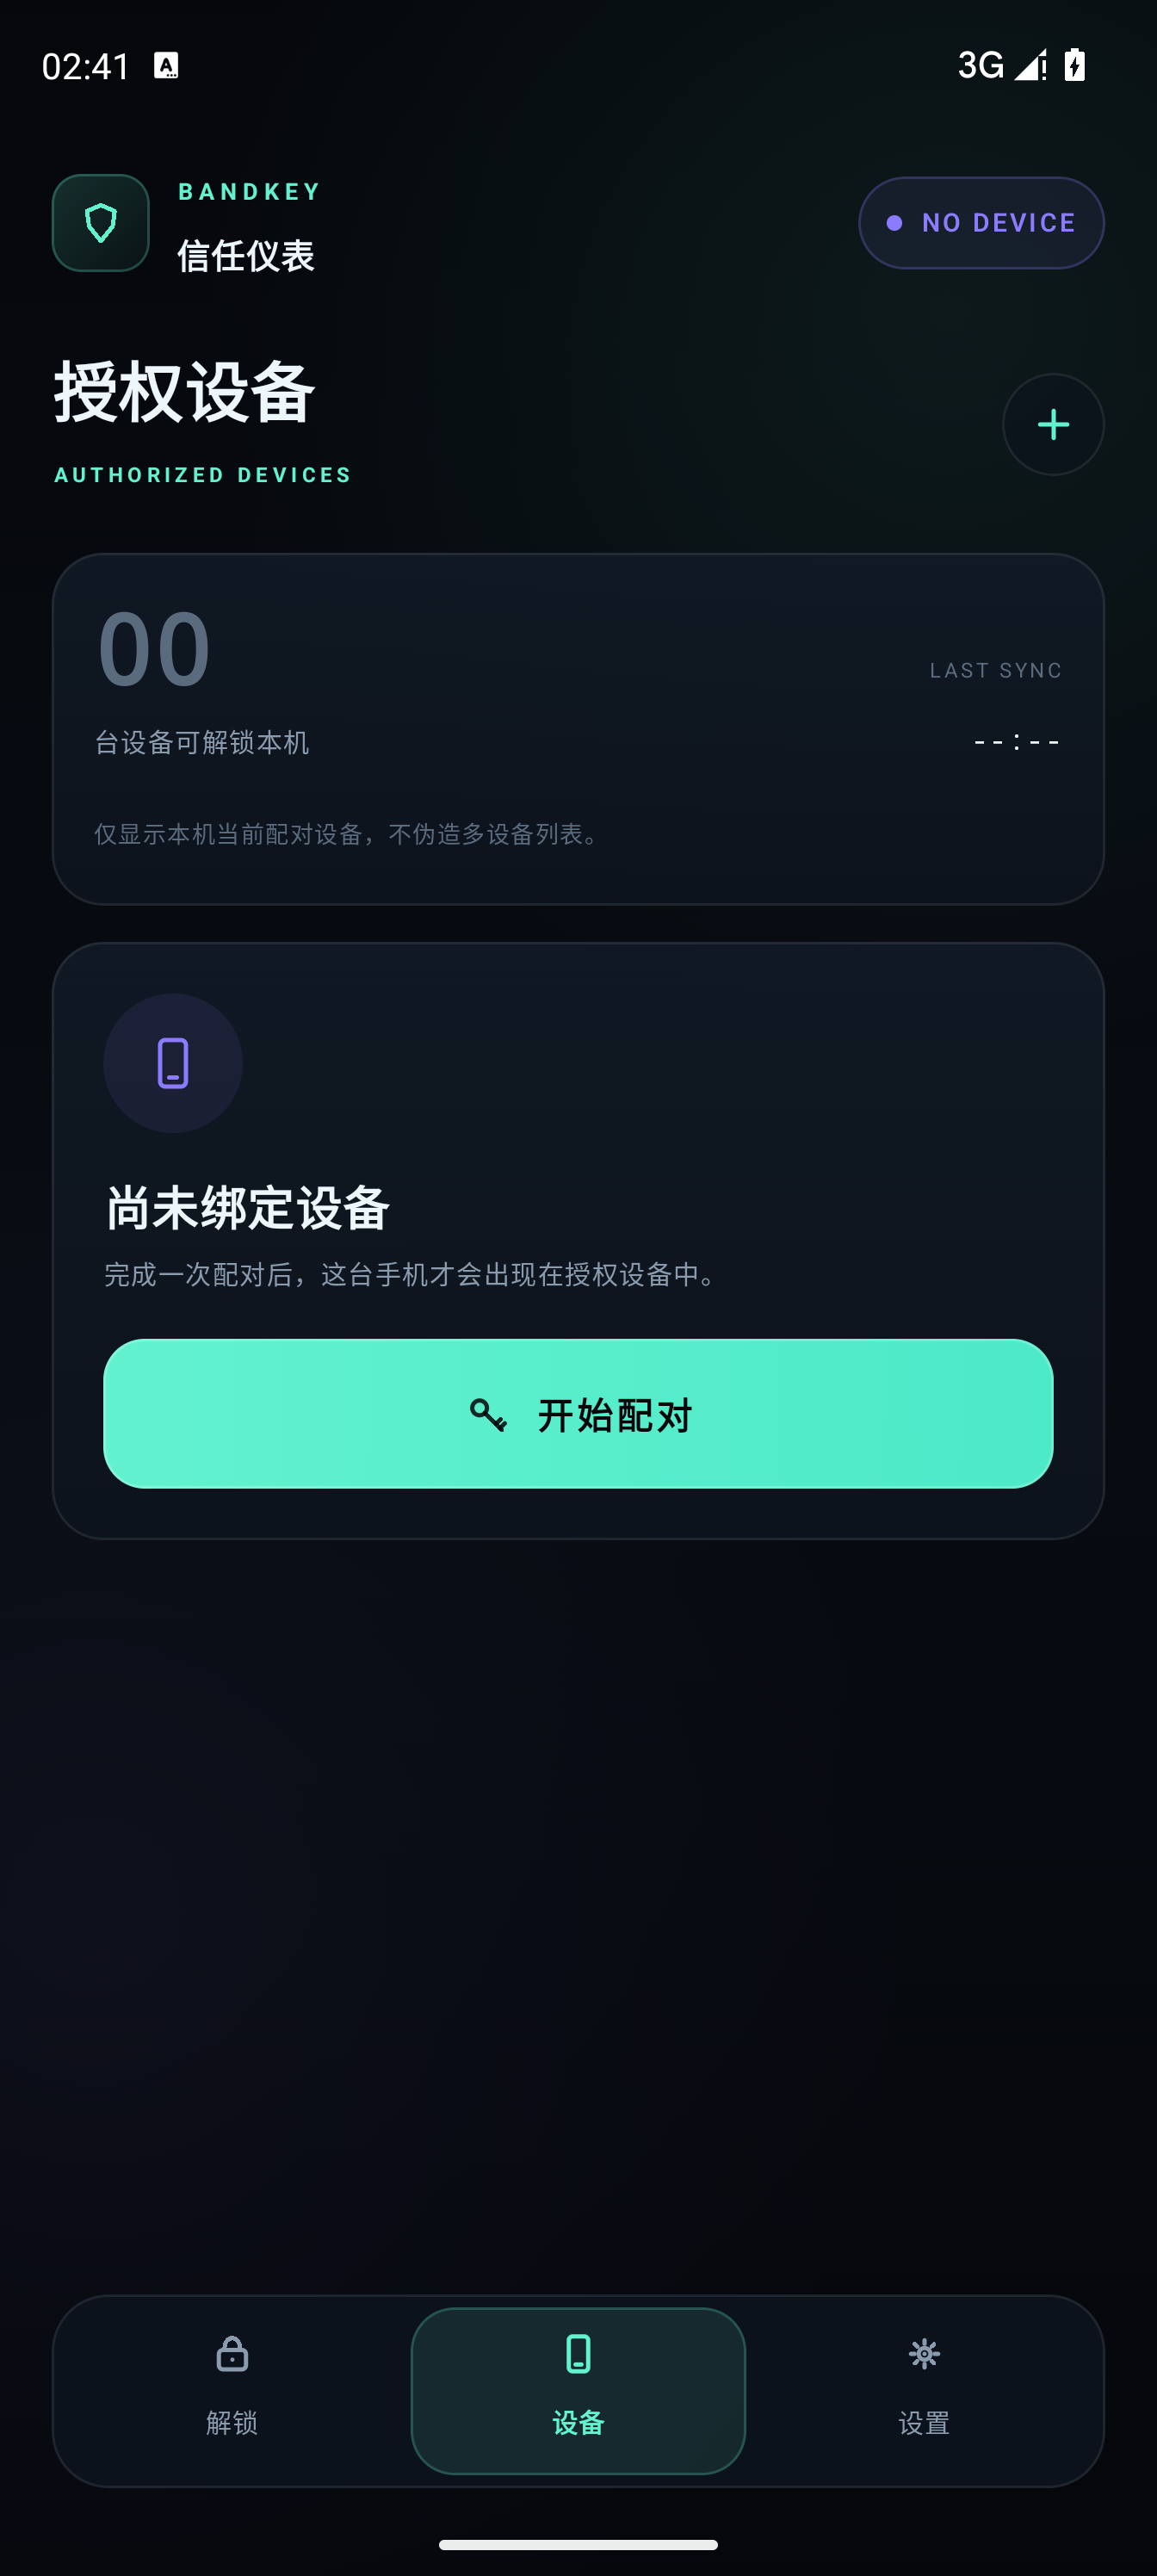 02:41
3G
BANDKEY
信任仪表
NO DEVICE
授权设备
AUTHORIZED DEVICES
00
LAST SYNC
台设备可解锁本机
--:--
仅显示本机当前配对设备，不伪造多设备列表。
尚未绑定设备
完成一次配对后，这台手机才会出现在授权设备中。
开始配对
解锁
设备
设置